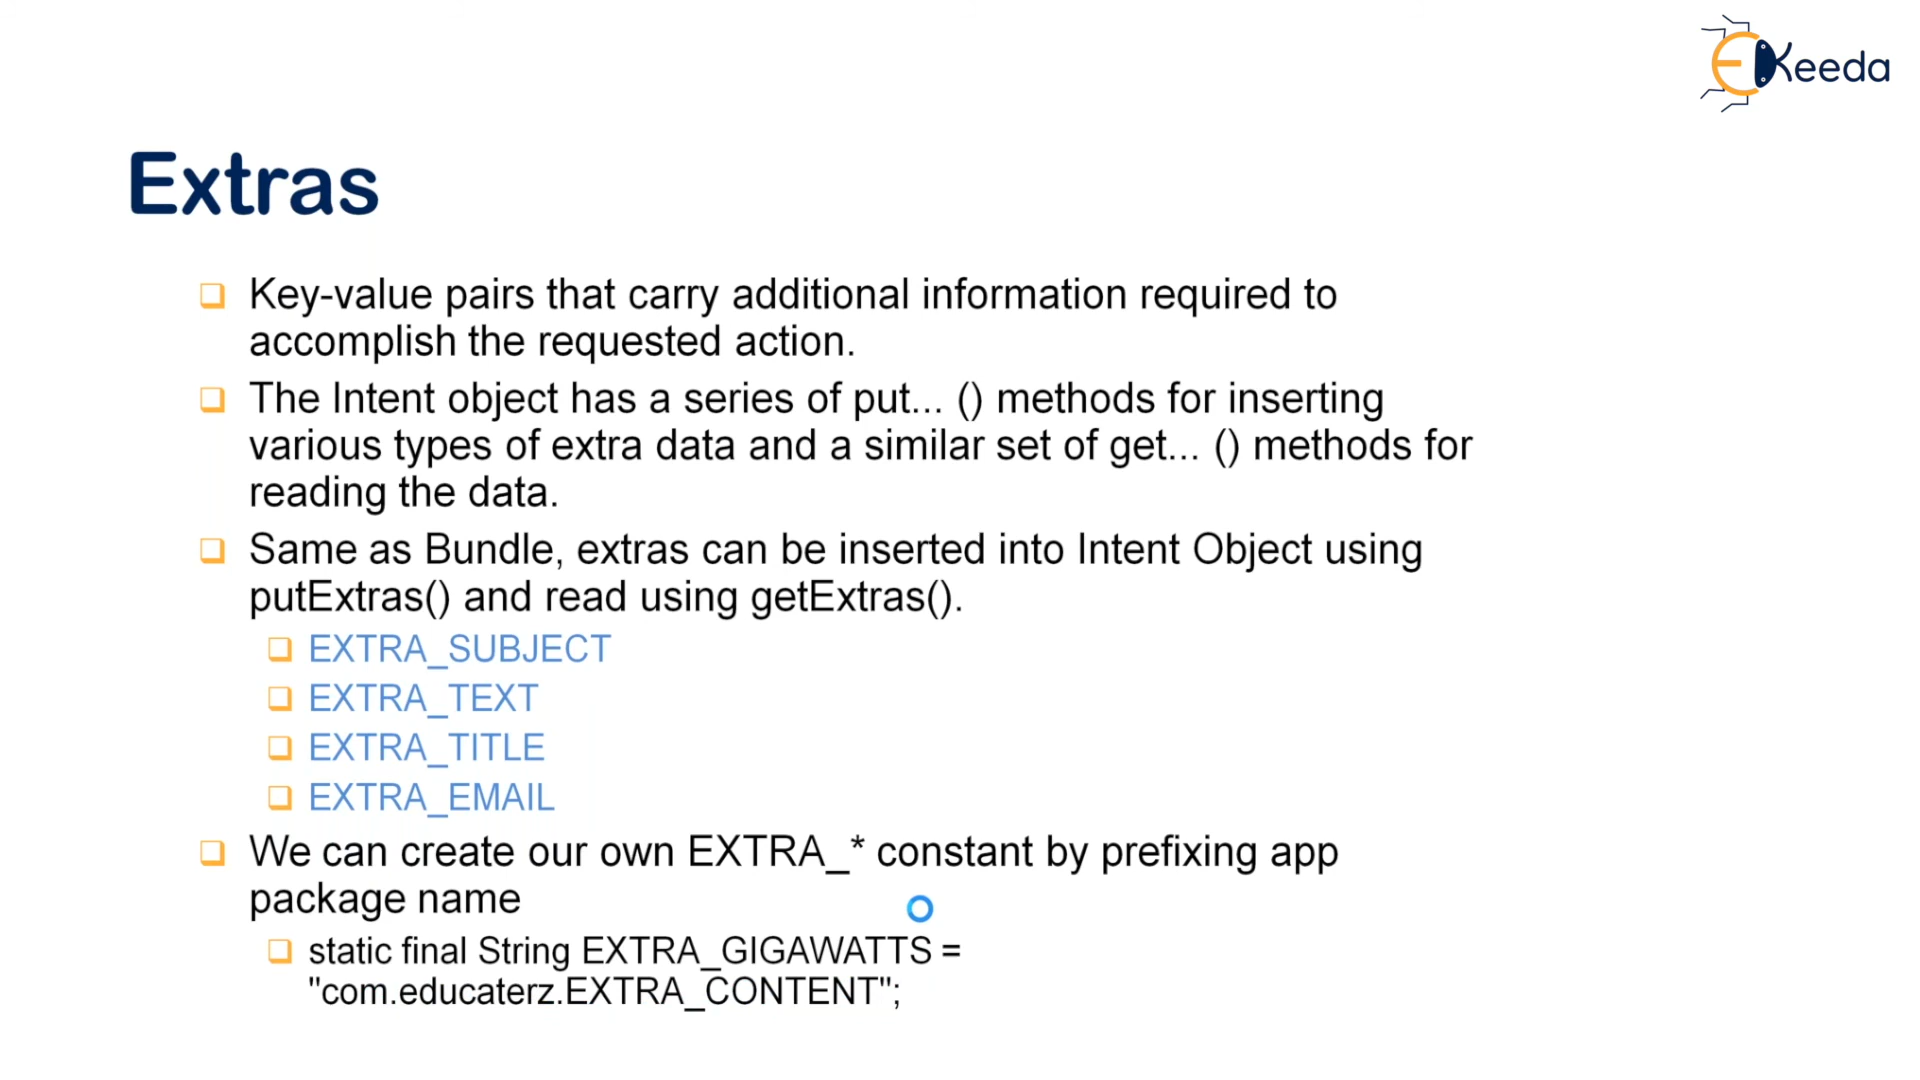 EKeeda
Extras
Key-value pairs that carry additional information required to
accomplish the requested action.
The Intent object has a series of put... () methods for inserting
various types of extra data and a similar set of get... () methods for
reading the data.
Same as Bundle, extras can be inserted into Intent Object using
putExtras() and read using getExtras().
EXTRA_SUBJECT
EXTRA_TEXT
EXTRA_TITLE
EXTRA_EMAIL
We can create our own EXTRA_* constant by prefixing app
package name
static final String EXTRA_GIGAWATTS =
"com.educaterz.EXTRA_CONTENT";